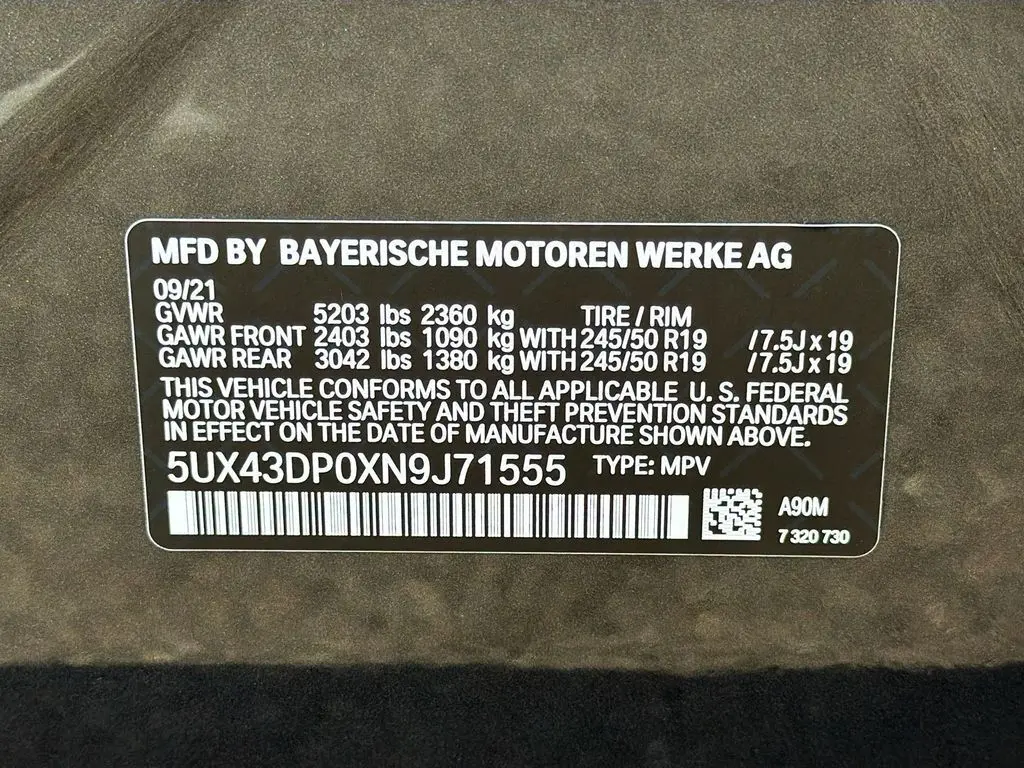 MFD BY BAYERISCHE MOTOREN WERKE AG
09/21
GVWR 5203 lbs 2360 kg TIRE / RIM
GAWR FRONT 2403 lbs 1090 kg WITH 245/50 R19 / 7.5J x 19
GAWR REAR 3042 lbs 1380 kg WITH 245/50 R19 / 7.5J x 19
THIS VEHICLE CONFORMS TO ALL APPLICABLE U. S. FEDERAL
MOTOR VEHICLE SAFETY AND THEFT PREVENTION STANDARDS
IN EFFECT ON THE DATE OF MANUFACTURE SHOWN ABOVE.
5UX43DP0XN9J71555 TYPE: MPV
A90M
7 320 730